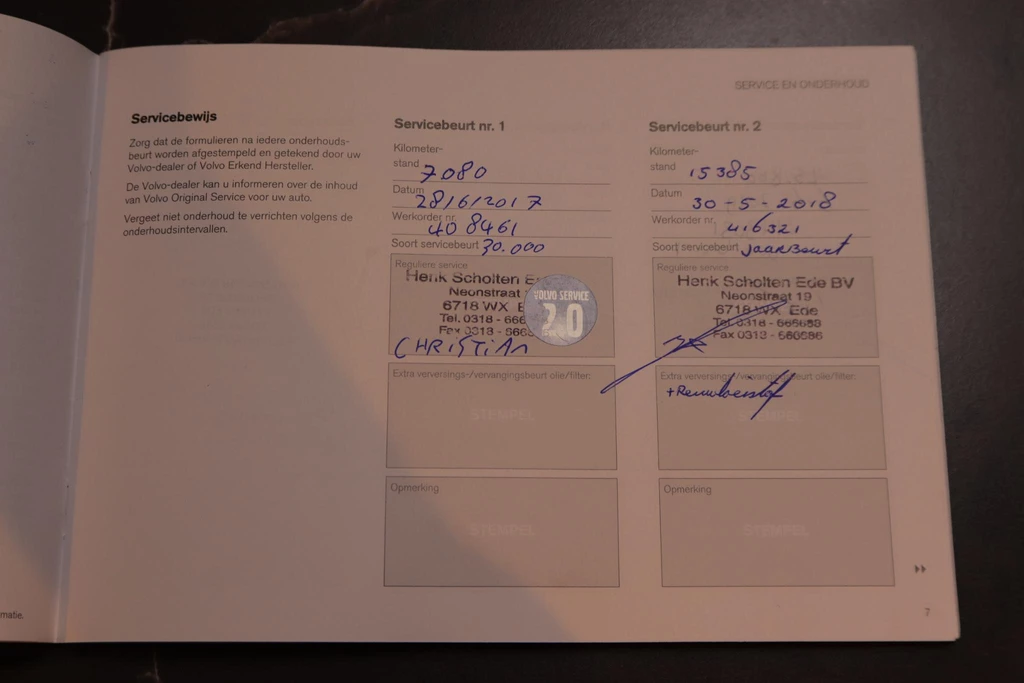 SERVICE EN ONDERHOUD
Servicebewijs
Zorg dat de formulieren na iedere onderhouds-
beurt worden afgestempeld en getekend door uw
Volvo-dealer of Volvo Erkend Hersteller.
De Volvo-dealer kan u informeren over de inhoud
van Volvo Original Service voor uw auto.
Vergeet niet onderhoud te verrichten volgens de
onderhoudsintervallen.
Servicebeurt nr. 1
Kilometer-
stand 7080
Datum 28/6/2017
Werkorder nr. 408461
Soort servicebeurt 30.000
Reguliere service
Henk Scholten E
Neonstraat
6718 WX E
Tel. 0318 - 666
Fax 0318 - 
VOLVO SERVICE
2.0
CHRISTIAN
Extra verversings-/vervangingsbeurt olie/filter:
STEMPEL
Opmerking
STEMPEL
Servicebeurt nr. 2
Kilometer-
stand 15385
Datum 30-5-2018
Werkorder nr. 416321
Soort servicebeurt Jaarbeurt
Reguliere service
Henk Scholten Ede BV
Neonstraat 19
6718 WX Ede
Tel. 0318 -
Fax 0318 -
Extra verversings-/vervangingsbeurt olie/filter:
STEMPEL
Opmerking
STEMPEL
7
matie.